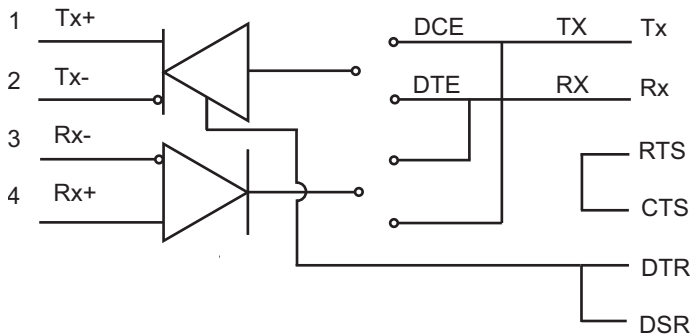 1 Tx+ DCE TX Tx
2 Tx- DTE RX Rx
3 Rx- RTS
4 Rx+ CTS
DTR
DSR